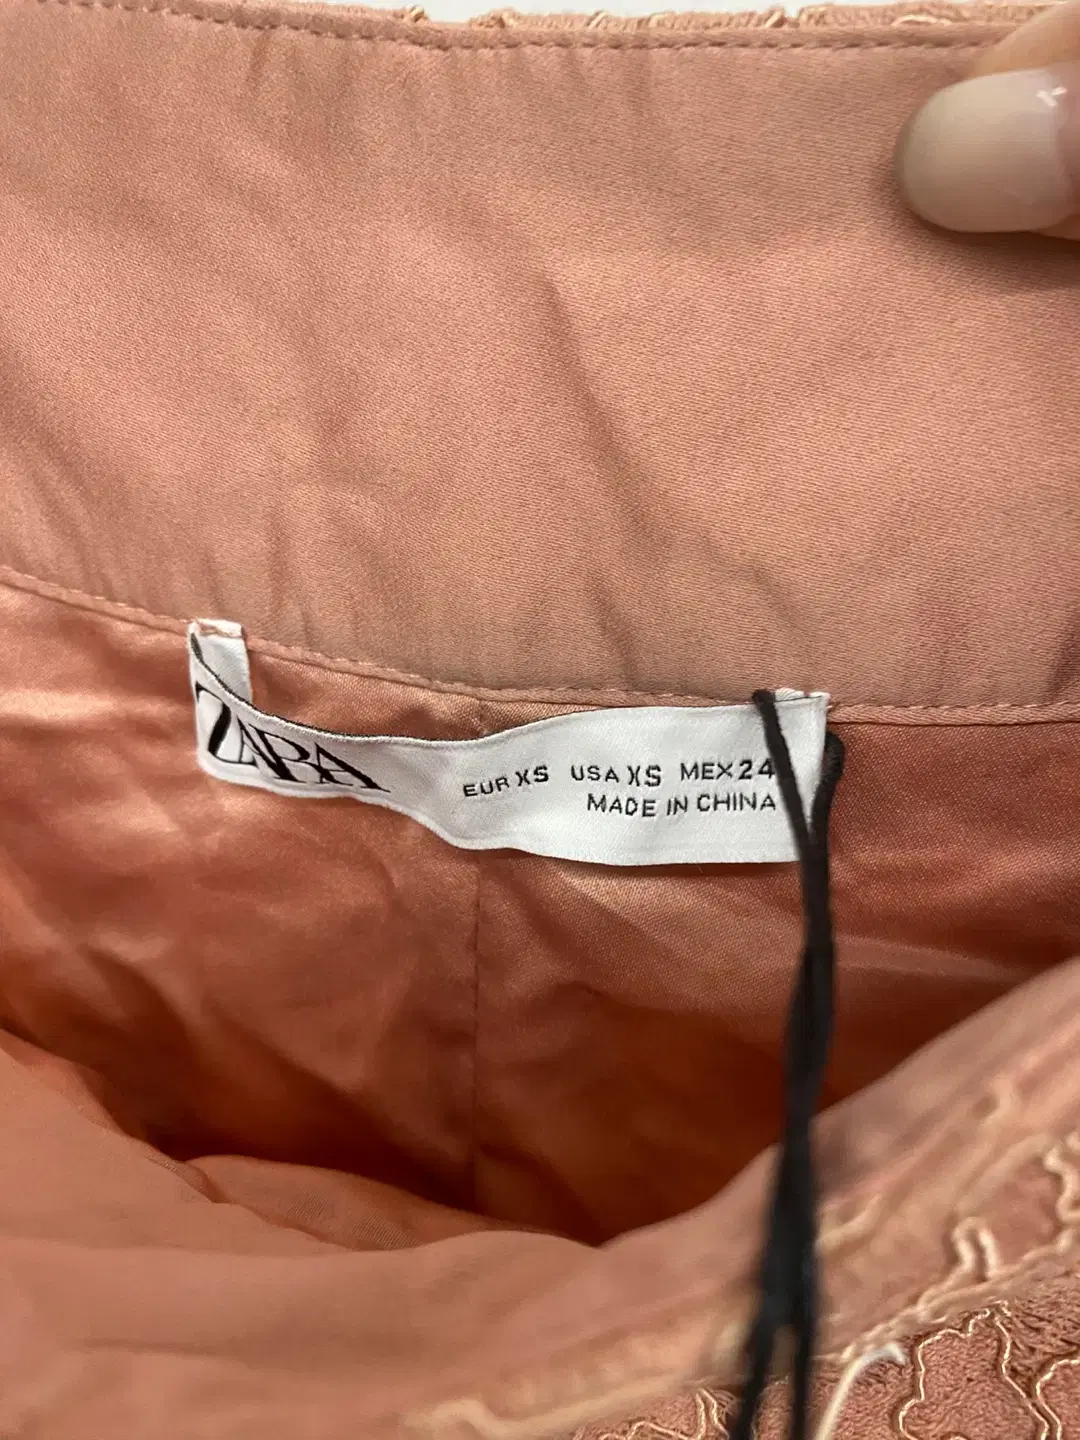 ZARA
EUR XS USA XS MEX 24
MADE IN CHINA